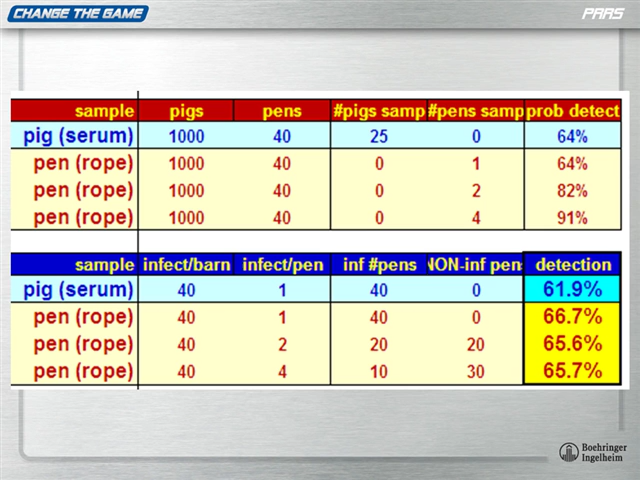 CHANGE THE GAME PRRS
sample pigs pens #pigs samp #pens samp prob detect
pig (serum) 1000 40 25 0 64%
pen (rope) 1000 40 0 1 64%
pen (rope) 1000 40 0 2 82%
pen (rope) 1000 40 0 4 91%
sample infect/barn infect/pen inf #pens NON-inf pens detection
pig (serum) 40 1 40 0 61.9%
pen (rope) 40 1 40 0 66.7%
pen (rope) 40 2 20 20 65.6%
pen (rope) 40 4 10 30 65.7%
Boehringer
Ingelheim